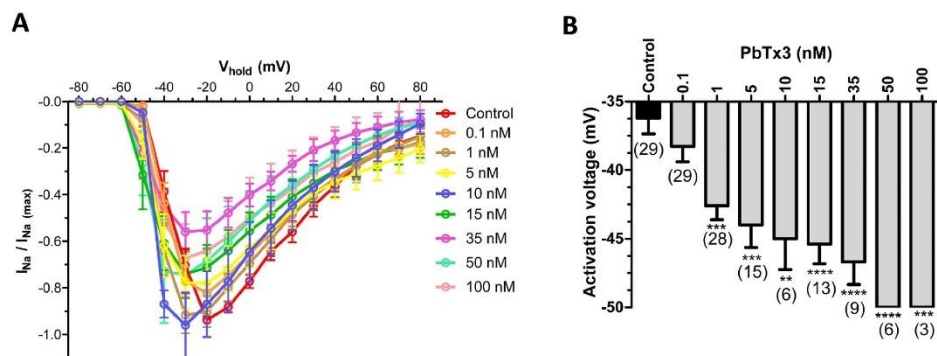 A
V_hold (mV)
-80 -60 -40 -20 0 20 40 60 80
-0.0
-0.2
-0.4
-0.6
-0.8
-1.0
I_Na / I_Na (max)
Control
0.1 nM
1 nM
5 nM
10 nM
15 nM
35 nM
50 nM
100 nM
B
PbTx3 (nM)
Control 0.1 1 5 10 15 35 50 100
-35
-40
-45
-50
Activation voltage (mV)
(29)
(29)
***
(28)
***
(15)
**
(6)
****
(13)
****
(9)
****
(6)
***
(3)